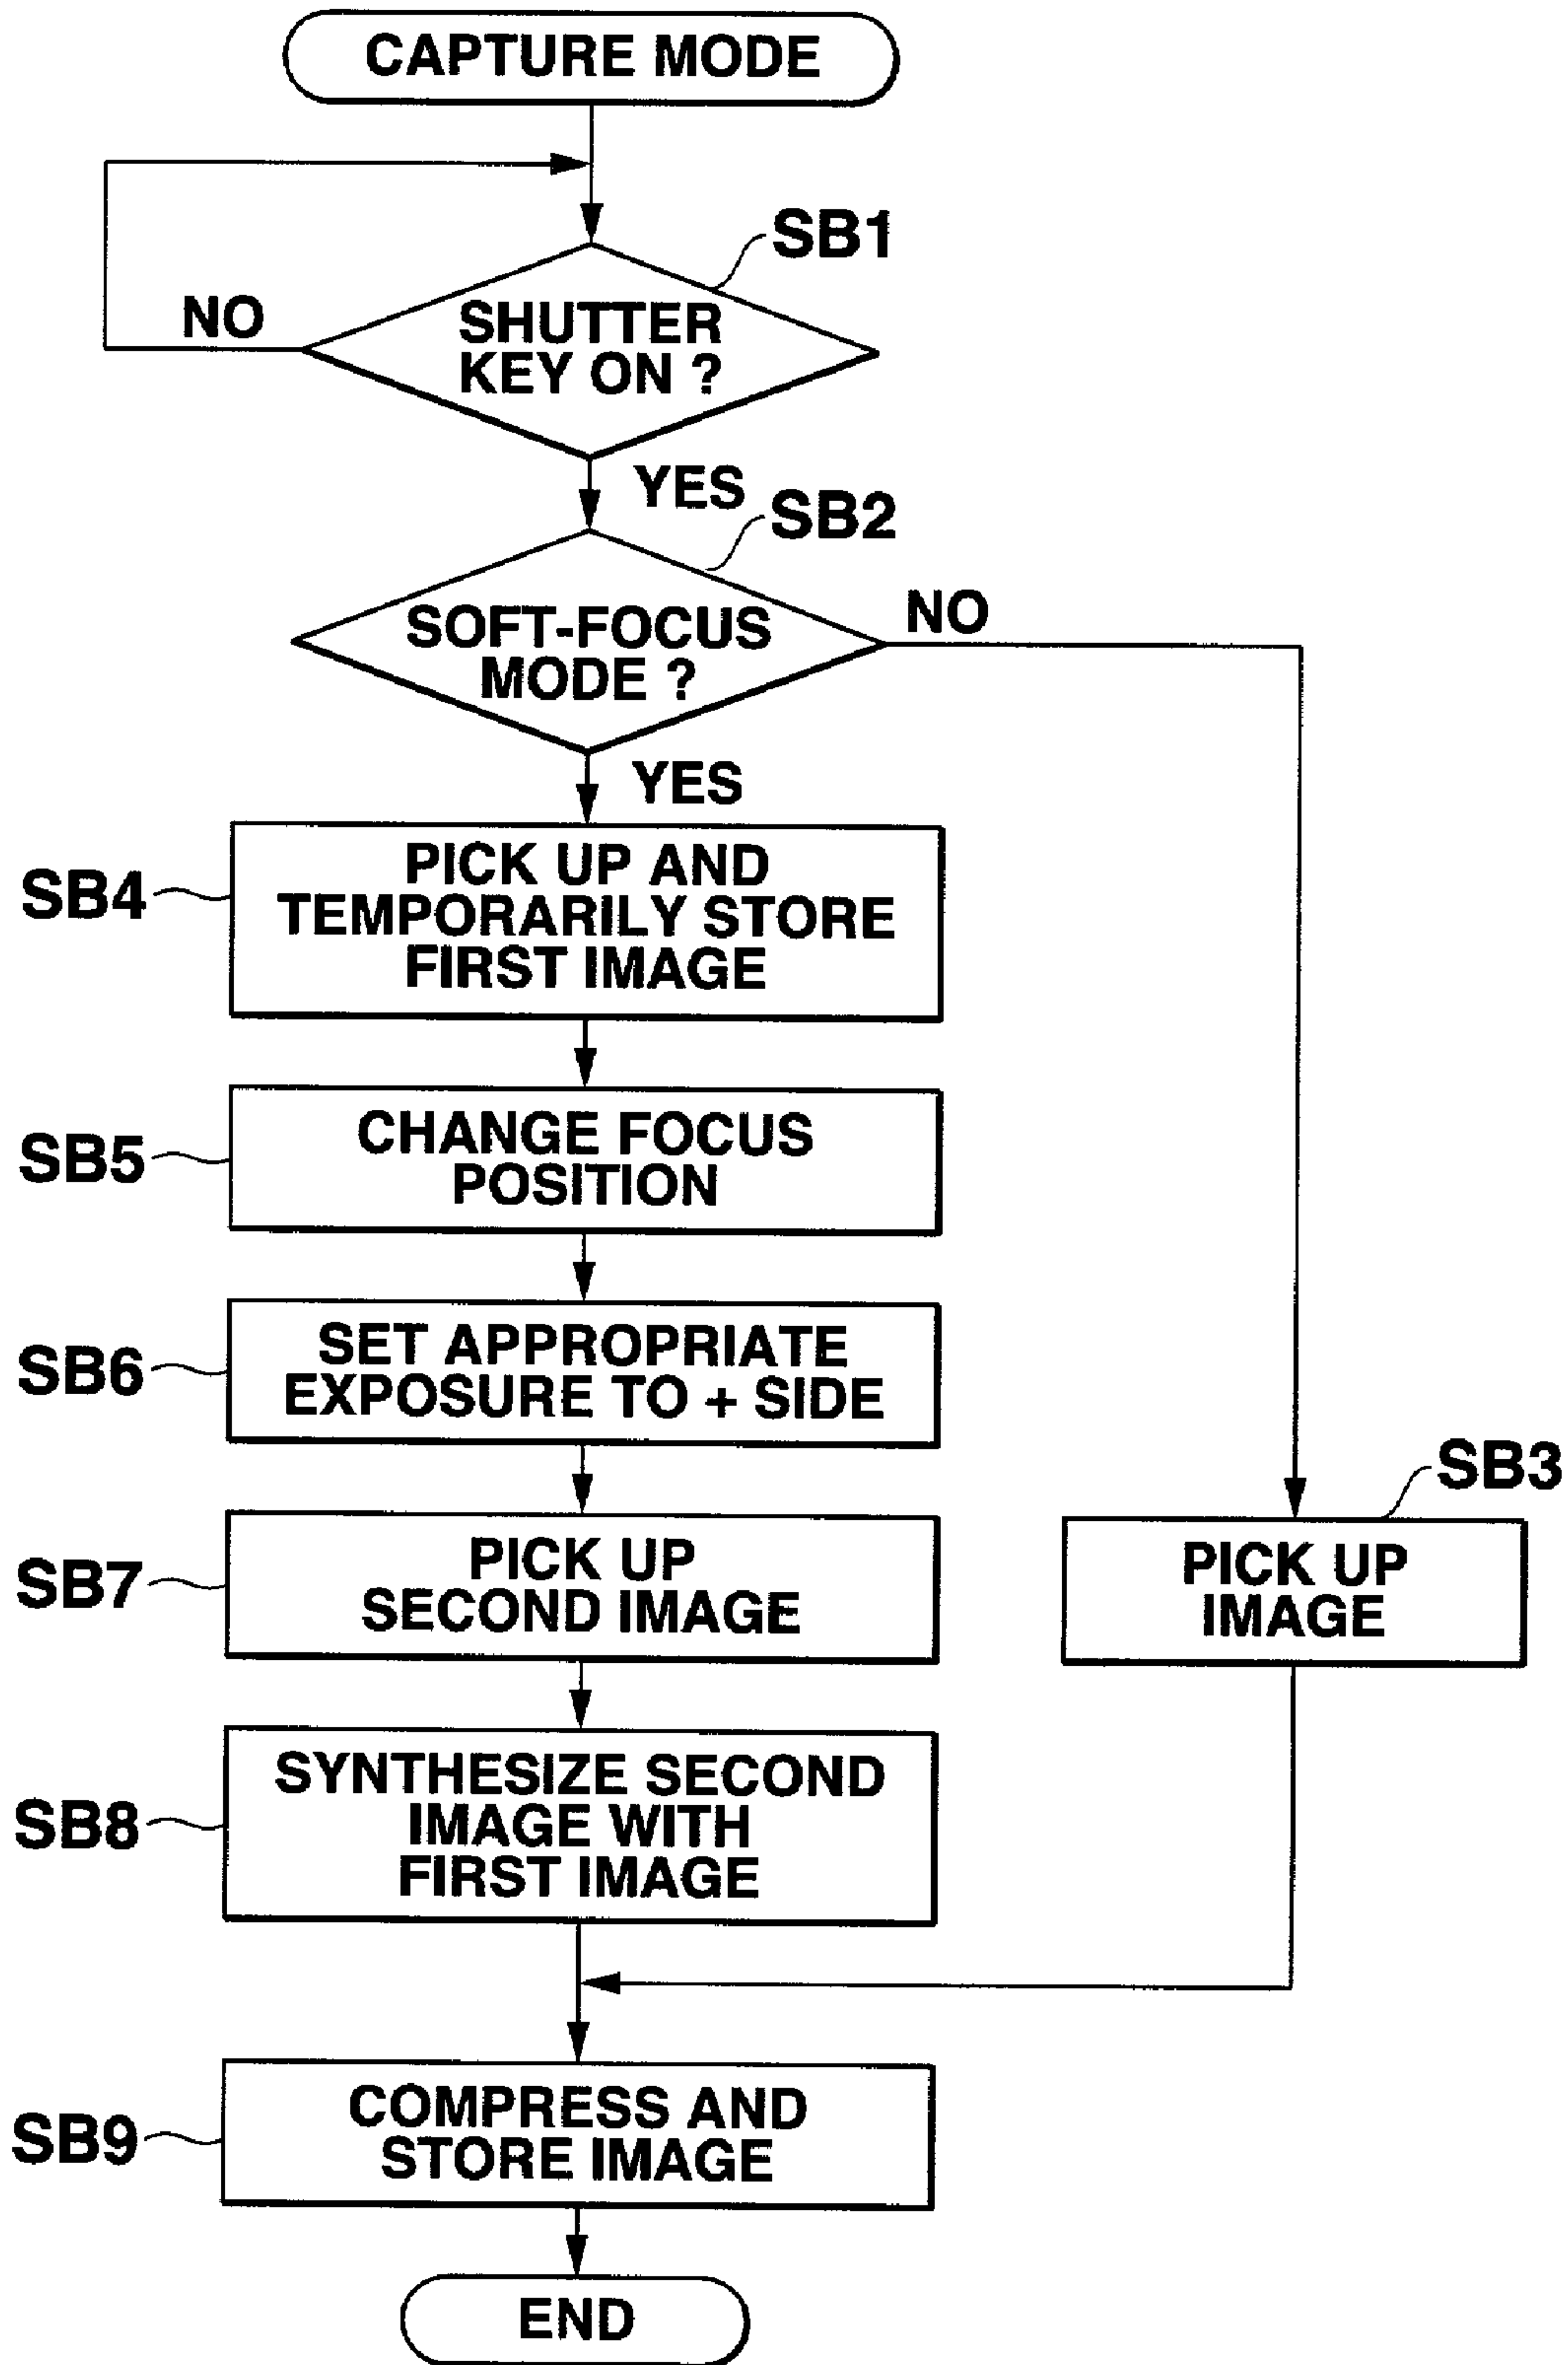 CAPTURE MODE
SB1
NO
SHUTTER
KEY ON ?
YES
SB2
NO
SOFT-FOCUS
MODE ?
YES
SB4
PICK UP AND
TEMPORARILY STORE
FIRST IMAGE
SB5
CHANGE FOCUS
POSITION
SB6
SET APPROPRIATE
EXPOSURE TO + SIDE
SB3
SB7
PICK UP
SECOND IMAGE
PICK UP
IMAGE
SB8
SYNTHESIZE SECOND
IMAGE WITH
FIRST IMAGE
SB9
COMPRESS AND
STORE IMAGE
END